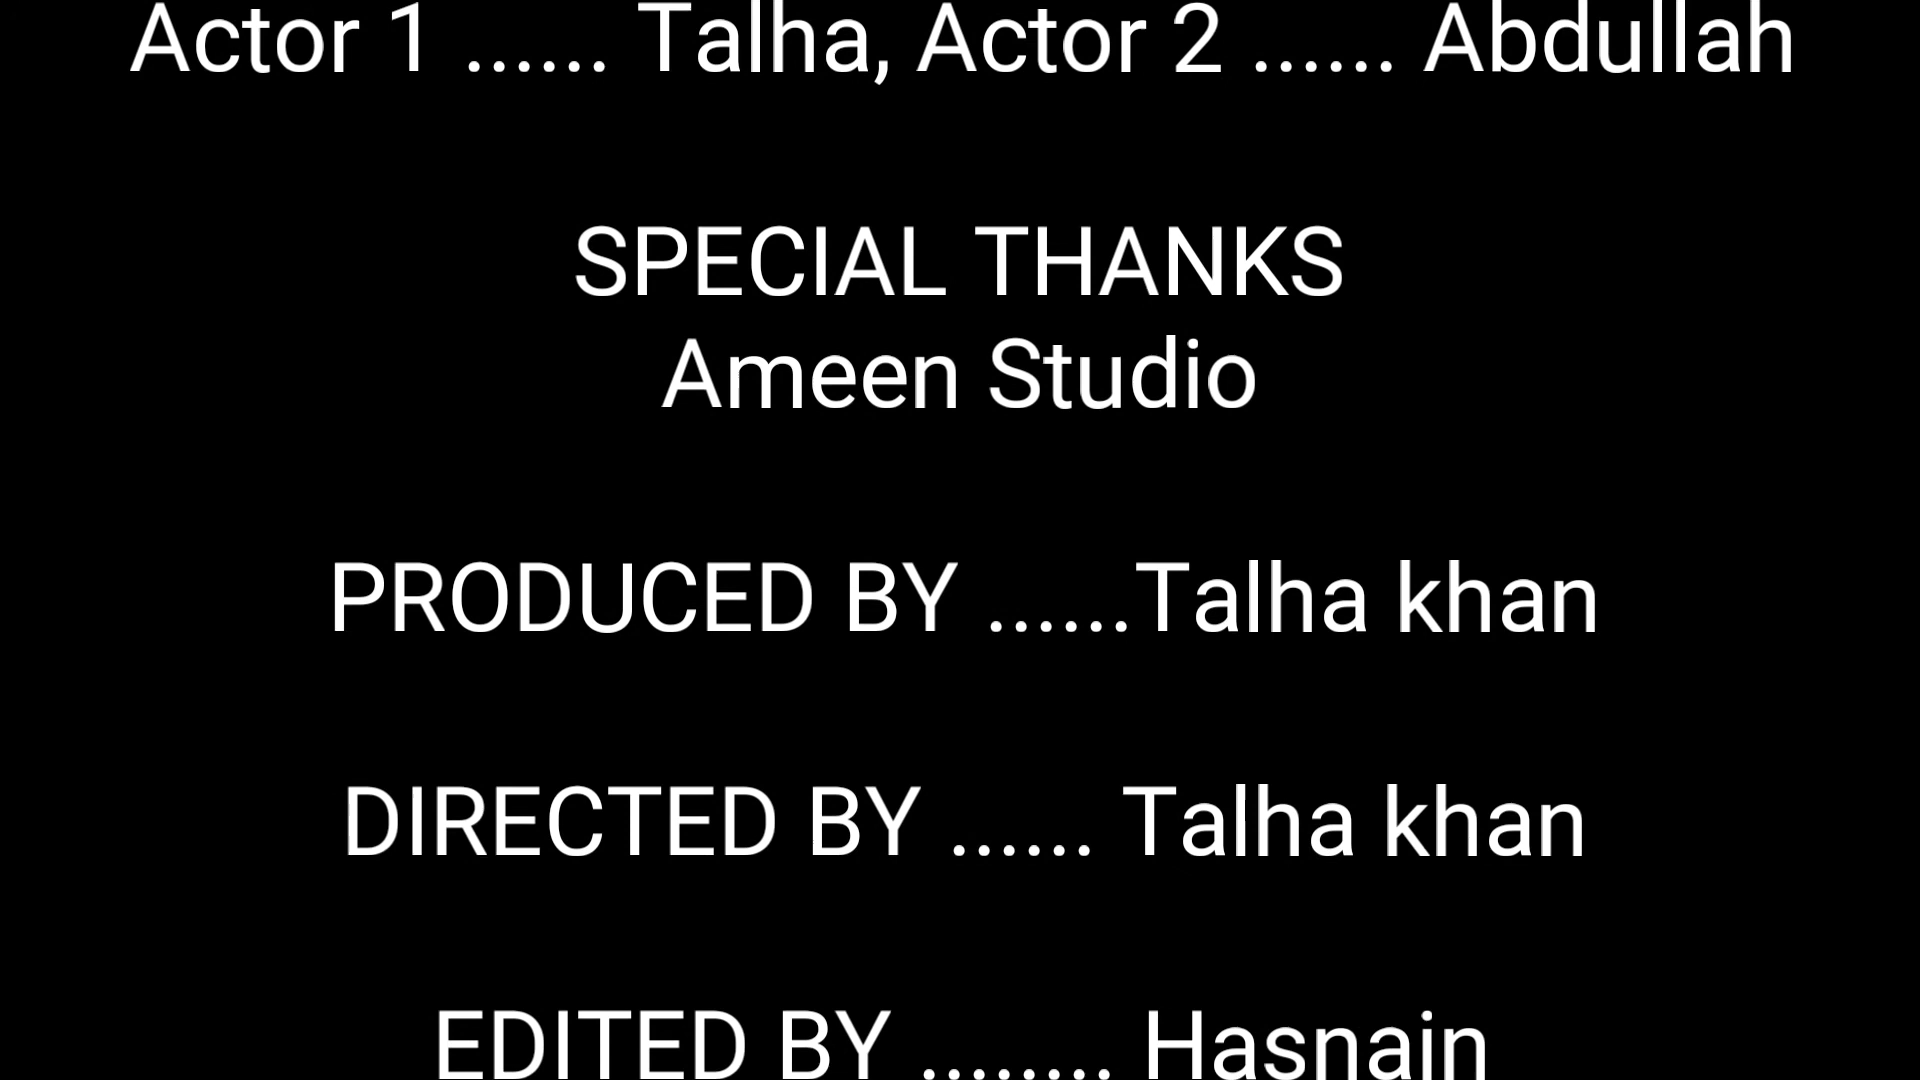 Actor 1 ...... Talha, Actor 2 ...... Abdullah
SPECIAL THANKS
Ameen Studio
PRODUCED BY ......Talha khan
DIRECTED BY ...... Talha khan
EDITED BY ........ Hasnain